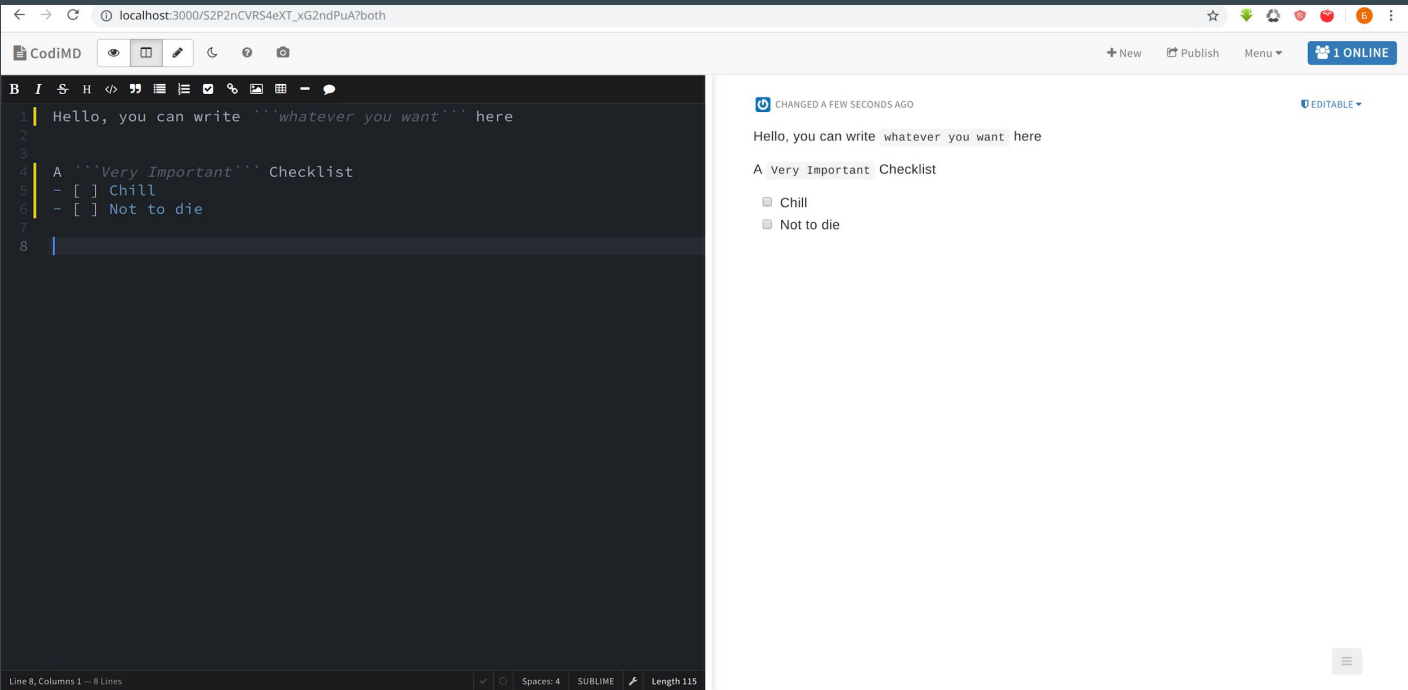 localhost:3000/S2P2nCVRS4eXT_xG2ndPuA?both
Б
CodiMD
New
Publish
Menu
1 ONLINE
B I S H </>
1 Hello, you can write ```whatever you want``` here
2
3
4 A ```Very Important``` Checklist
5 - [ ] Chill
6 - [ ] Not to die
7
8
Line 8, Columns 1 — 8 Lines
Spaces: 4
SUBLIME
Length 115
CHANGED A FEW SECONDS AGO
EDITABLE
Hello, you can write whatever you want here
A Very Important Checklist
Chill
Not to die